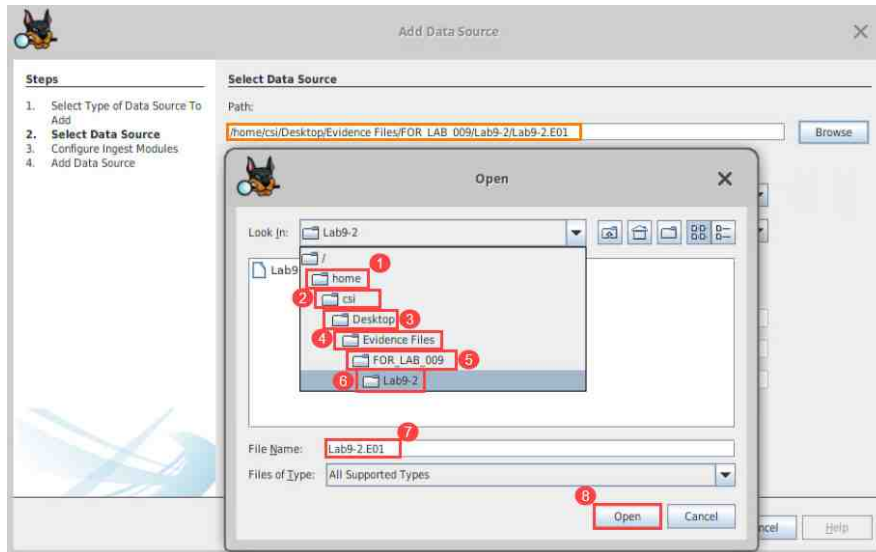 Add Data Source
Steps
1. Select Type of Data Source To
Add
2. Select Data Source
3. Configure Ingest Modules
4. Add Data Source
Select Data Source
Path:
/home/csi/Desktop/Evidence Files/FOR_LAB_009/Lab9-2/Lab9-2.E01
Browse
Open
Look In: Lab9-2
/
Lab9
home 1
2 csi
Desktop 3
4 Evidence Files
FOR_LAB_009 5
6 Lab9-2
7
File Name: Lab9-2.E01
Files of Type: All Supported Types
8
Open Cancel
ncel Help